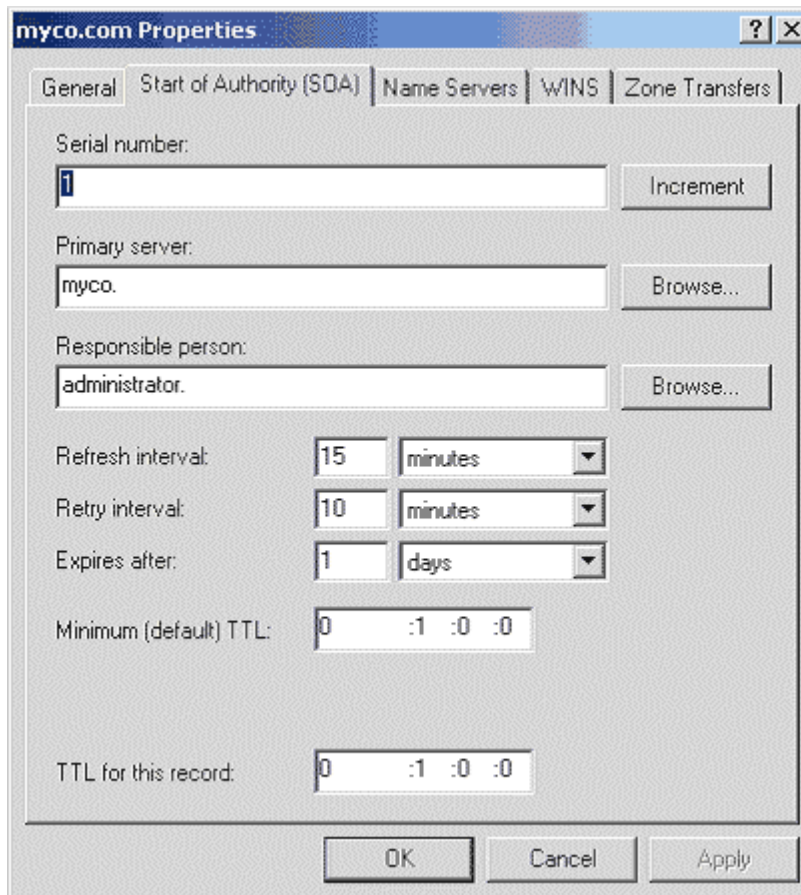 myco.com Properties
General Start of Authority (SOA) Name Servers WINS Zone Transfers
Serial number:
1 Increment
Primary server:
myco. Browse...
Responsible person:
administrator. Browse...
Refresh interval: 15 minutes
Retry interval: 10 minutes
Expires after: 1 days
Minimum (default) TTL: 0 :1 :0 :0
TTL for this record: 0 :1 :0 :0
OK Cancel Apply